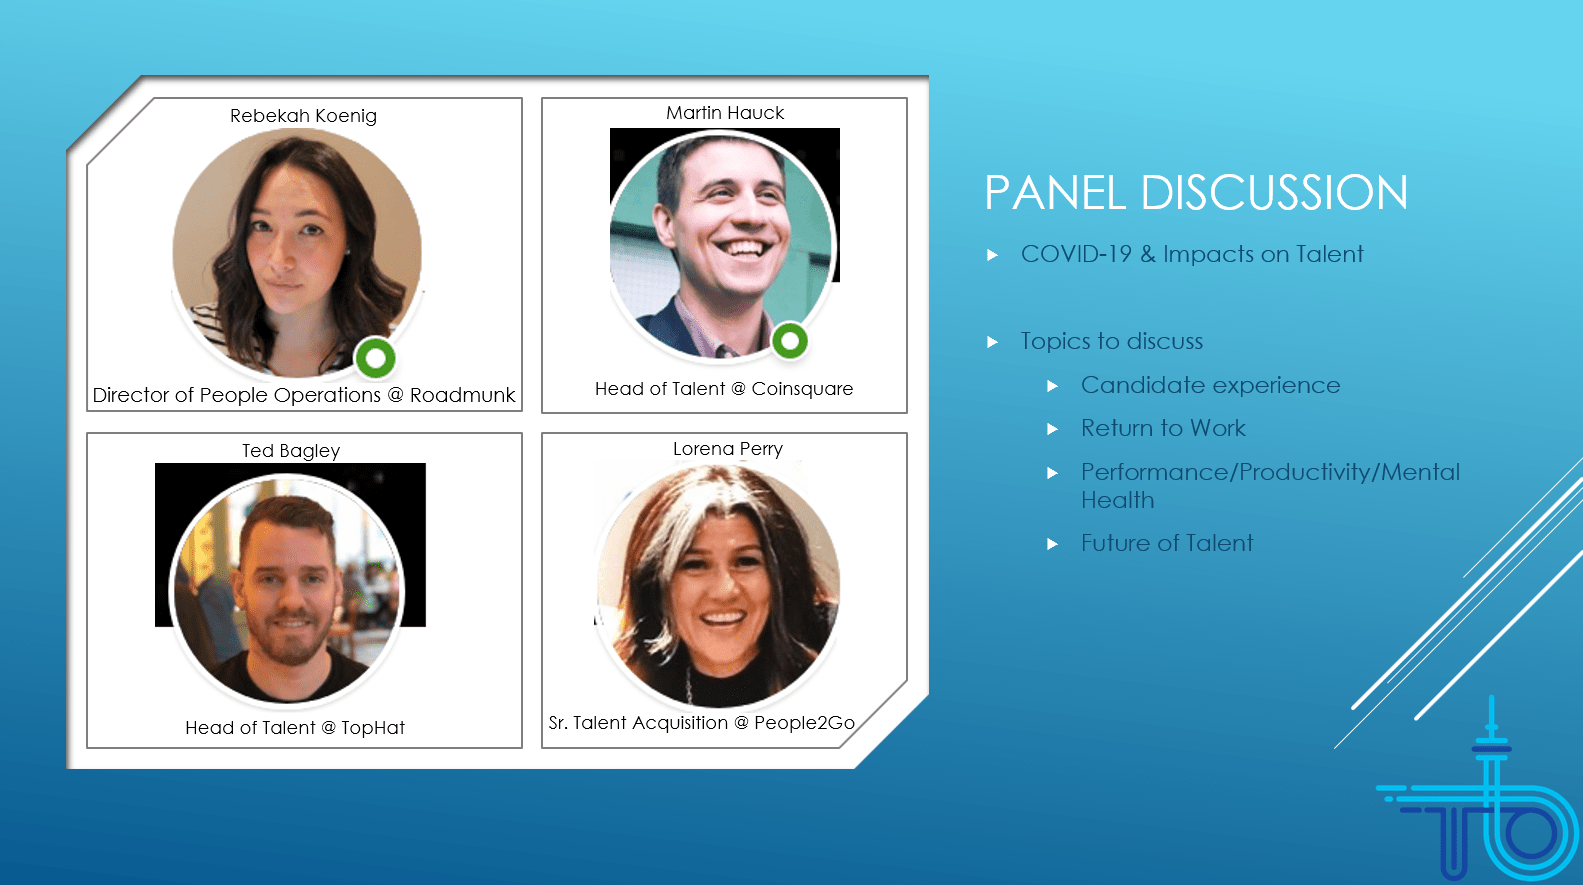 Rebekah Koenig
Director of People Operations @ Roadmunk
Martin Hauck
Head of Talent @ Coinsquare
Ted Bagley
Head of Talent @ TopHat
Lorena Perry
Sr. Talent Acquisition @ People2Go
PANEL DISCUSSION
COVID-19 & Impacts on Talent
Topics to discuss
Candidate experience
Return to Work
Performance/Productivity/Mental
Health
Future of Talent